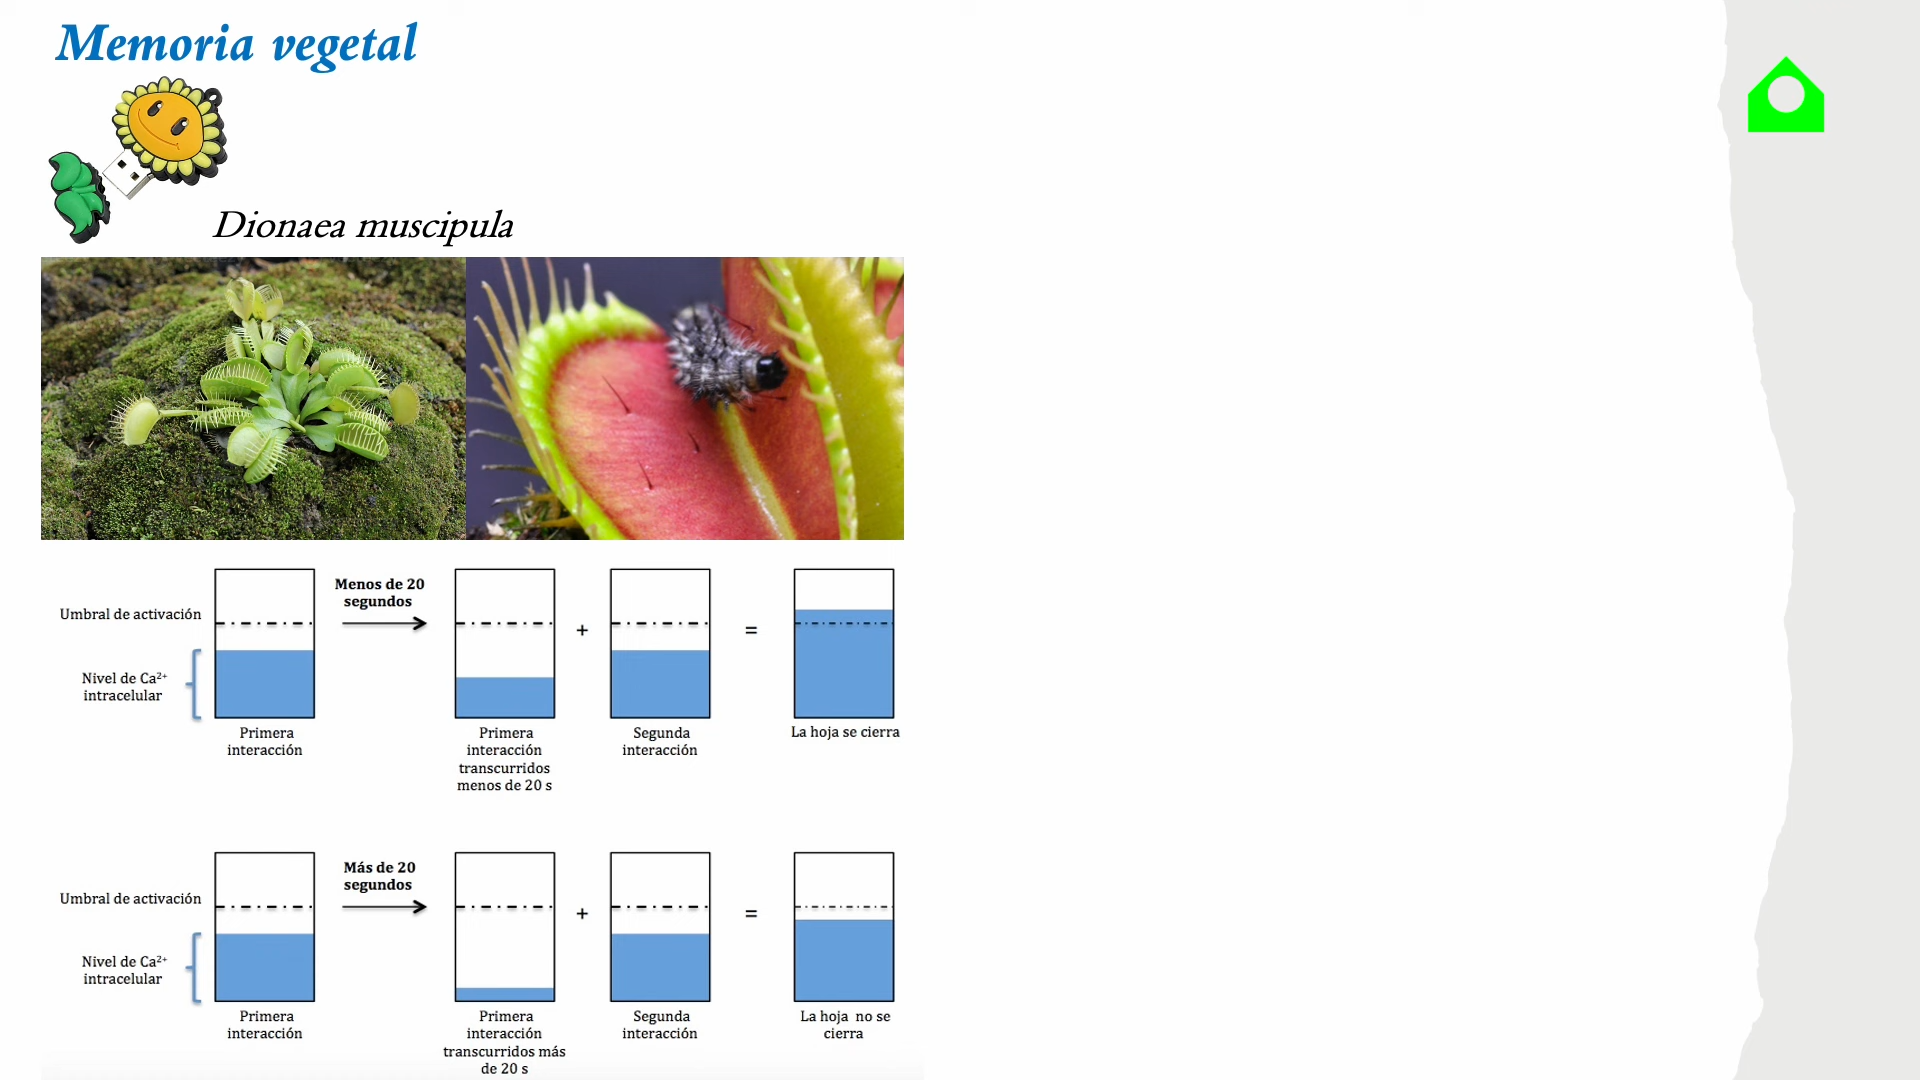 Memoria vegetal
Dionaea muscipula
Menos de 20
segundos
Umbral de activación
+
=
Nivel de Ca²⁺
intracelular
Primera
interacción
Primera
interacción
transcurridos
menos de 20 s
Segunda
interacción
La hoja se cierra
Más de 20
segundos
Umbral de activación
+
=
Nivel de Ca²⁺
intracelular
Primera
interacción
Primera
interacción
transcurridos más
de 20 s
Segunda
interacción
La hoja no se
cierra